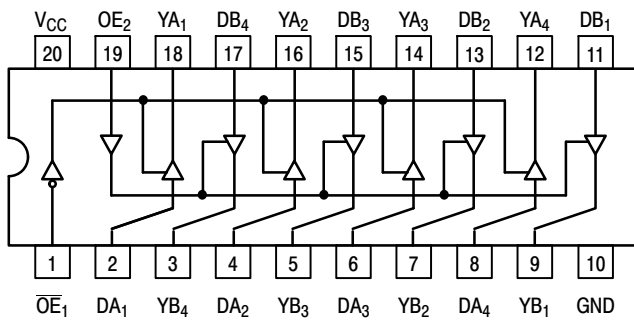 VCC OE2 YA1 DB4 YA2 DB3 YA3 DB2 YA4 DB1
20 19 18 17 16 15 14 13 12 11
1 2 3 4 5 6 7 8 9 10
OE1 DA1 YB4 DA2 YB3 DA3 YB2 DA4 YB1 GND